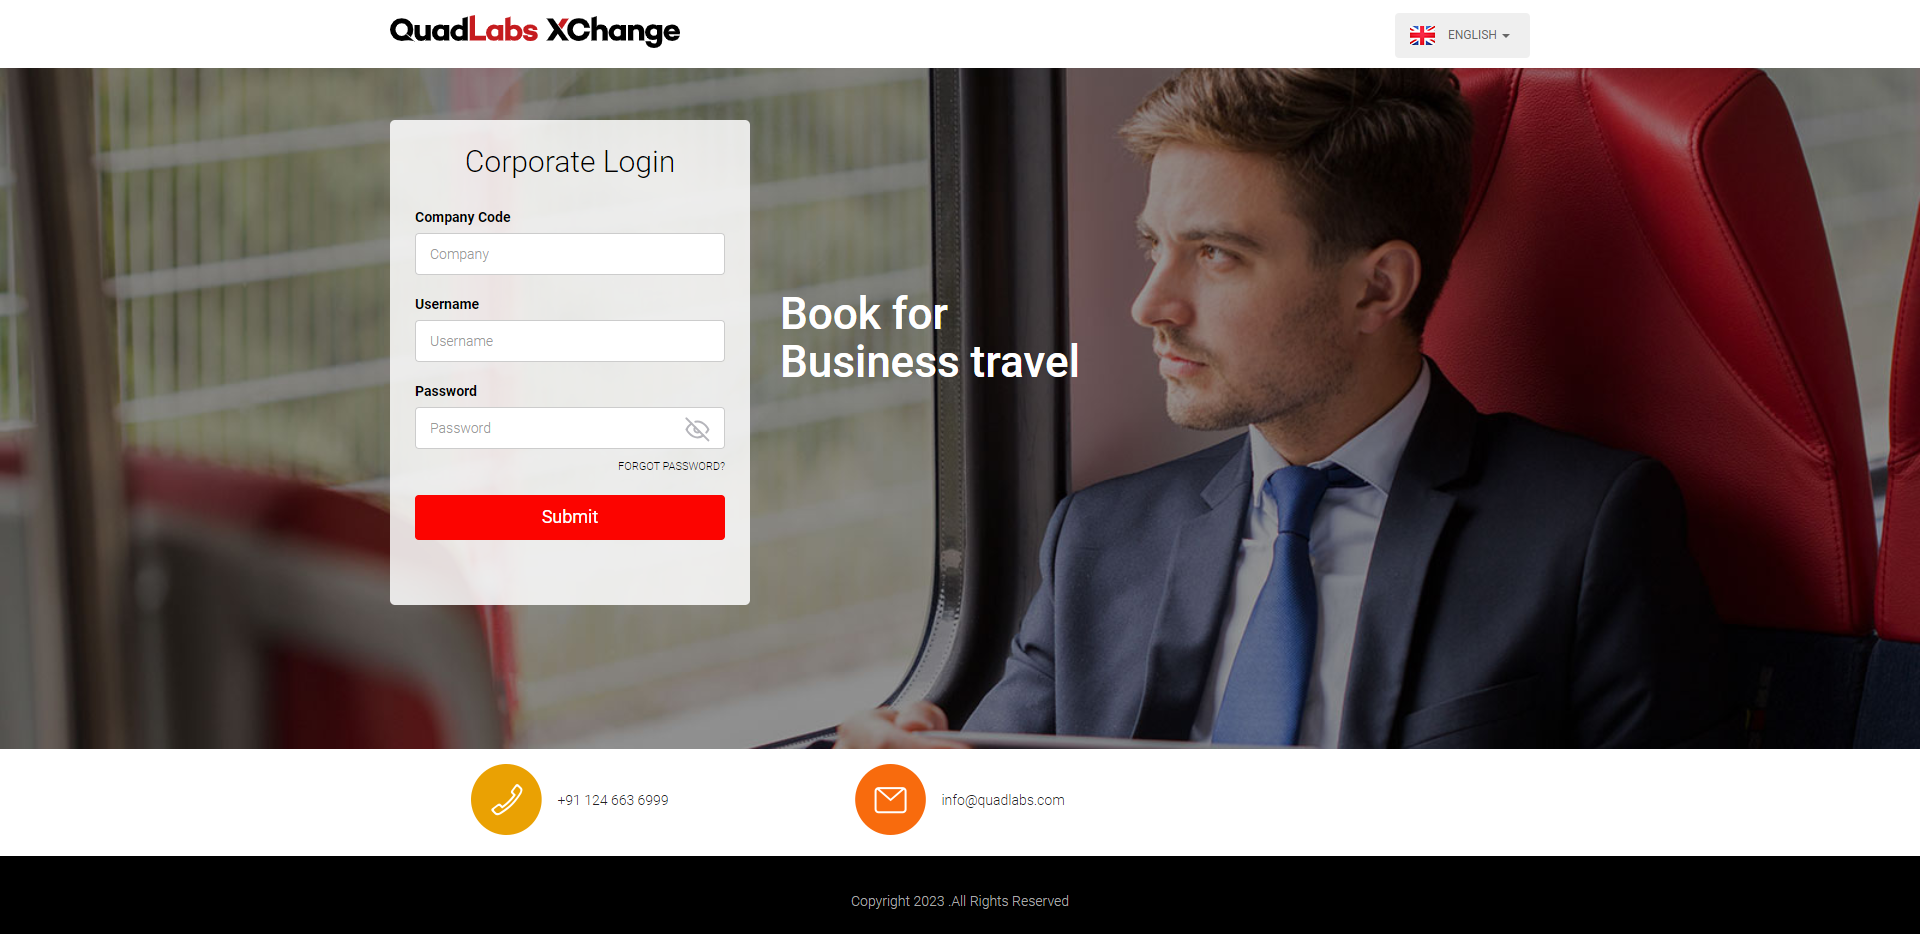 QuadLabs XChange
ENGLISH
Corporate Login
Company Code
Company
Username
Username
Password
Password
FORGOT PASSWORD?
Submit
Book for
Business travel
+91 124 663 6999
info@quadlabs.com
Copyright 2023 .All Rights Reserved